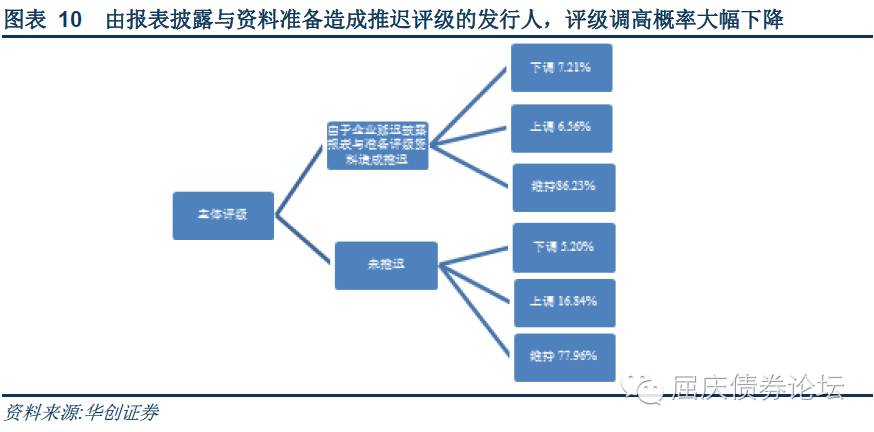 图表 10 由报表披露与资料准备造成推迟评级的发行人，评级调高概率大幅下降
下调 7.21%
由于企业延迟披露
报表与准备评级资
料造成推迟
上调 6.56%
维持86.23%
主体评级
下调 5.20%
未推迟
上调 16.84%
维持 77.96%
屈庆债券论坛
资料来源:华创证券